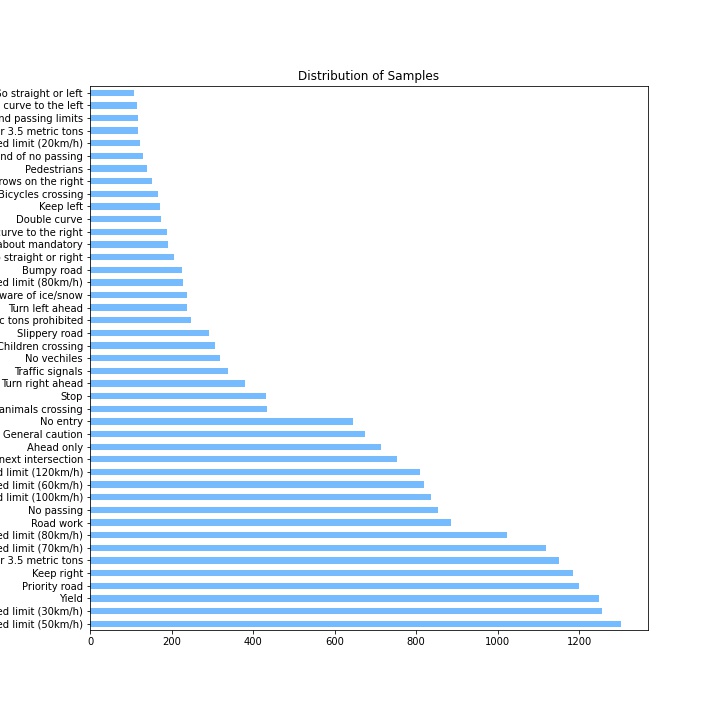 Distribution of Samples
o straight or left
curve to the left
nd passing limits
r 3.5 metric tons
ed limit (20km/h)
nd of no passing
Pedestrians
rows on the right
Bicycles crossing
Keep left
Double curve
curve to the right
about mandatory
straight or right
Bumpy road
ed limit (80km/h)
ware of ice/snow
Turn left ahead
c tons prohibited
Slippery road
Children crossing
No vechiles
Traffic signals
Turn right ahead
Stop
animals crossing
No entry
General caution
Ahead only
next intersection
d limit (120km/h)
ed limit (60km/h)
d limit (100km/h)
No passing
Road work
ed limit (80km/h)
ed limit (70km/h)
r 3.5 metric tons
Keep right
Priority road
Yield
ed limit (30km/h)
ed limit (50km/h)
0 200 400 600 800 1000 1200